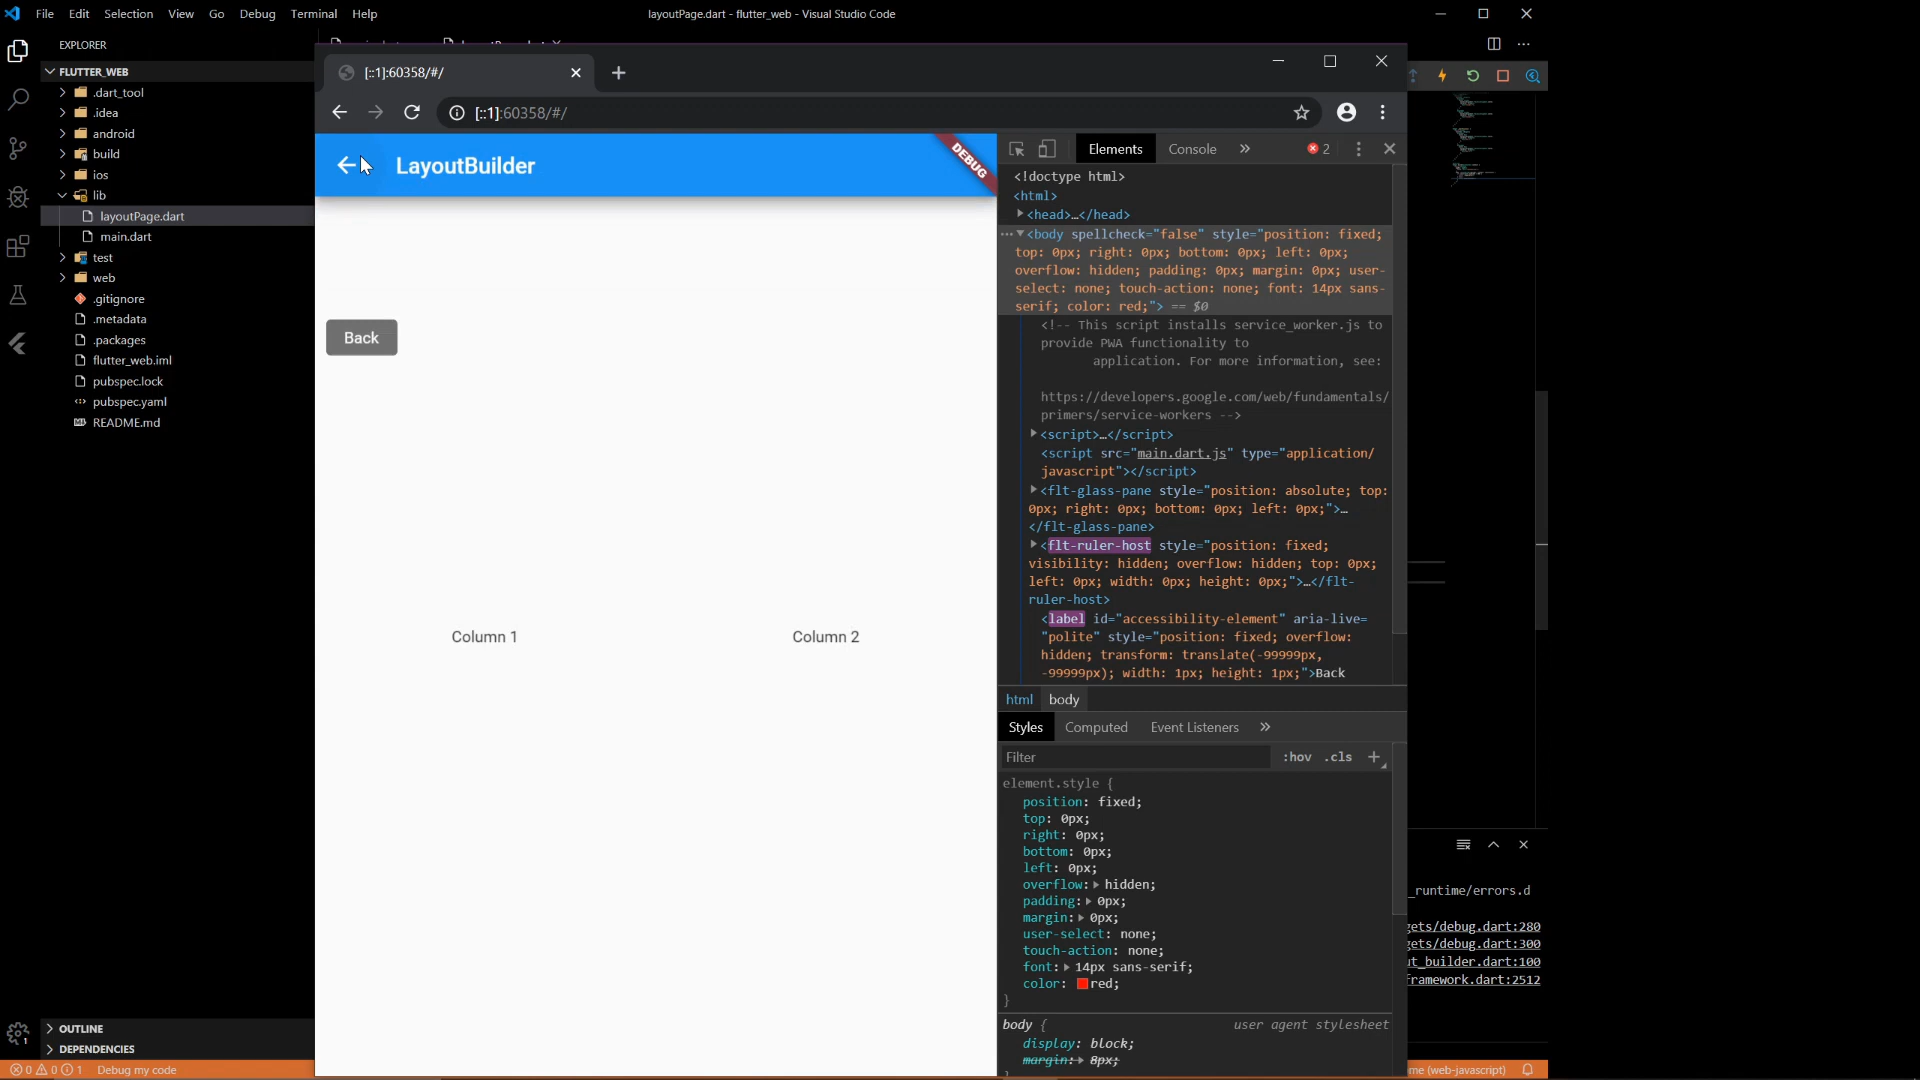 File Edit Selection View Go Debug Terminal Help
layoutPage.dart - flutter_web - Visual Studio Code
EXPLORER
FLUTTER_WEB
.dart_tool
.idea
android
build
ios
lib
layoutPage.dart
main.dart
test
web
.gitignore
.metadata
.packages
flutter_web.iml
pubspec.lock
pubspec.yaml
README.md
OUTLINE
DEPENDENCIES
0 0 1 Debug my code
[::1]:60358/#/
[::1]:60358/#/
LayoutBuilder
DEBUG
Back
Back
Column 1 Column 2
Elements Console » 2
<!doctype html>
<html>
<head>…</head>
<body spellcheck="false" style="position: fixed;
top: 0px; right: 0px; bottom: 0px; left: 0px;
overflow: hidden; padding: 0px; margin: 0px; user-
select: none; touch-action: none; font: 14px sans-
serif; color: red;"> == $0
<!-- This script installs service_worker.js to
provide PWA functionality to
application. For more information, see:
https://developers.google.com/web/fundamentals/
primers/service-workers -->
<script>…</script>
<script src="main.dart.js" type="application/
javascript"></script>
<flt-glass-pane style="position: absolute; top:
0px; right: 0px; bottom: 0px; left: 0px;">…
</flt-glass-pane>
<flt-ruler-host style="position: fixed;
visibility: hidden; overflow: hidden; top: 0px;
left: 0px; width: 0px; height: 0px;">…</flt-
ruler-host>
<label id="accessibility-element" aria-live=
"polite" style="position: fixed; overflow:
hidden; transform: translate(-99999px,
-99999px); width: 1px; height: 1px;">Back
html body
Styles Computed Event Listeners »
Filter :hov .cls +
element.style {
position: fixed;
top: 0px;
right: 0px;
bottom: 0px;
left: 0px;
overflow: hidden;
padding: 0px;
margin: 0px;
user-select: none;
touch-action: none;
font: 14px sans-serif;
color: red;
}
body { user agent stylesheet
display: block;
margin: 8px;
_runtime/errors.d
gets/debug.dart:280
gets/debug.dart:300
ut_builder.dart:100
framework.dart:2512
me (web-javascript)